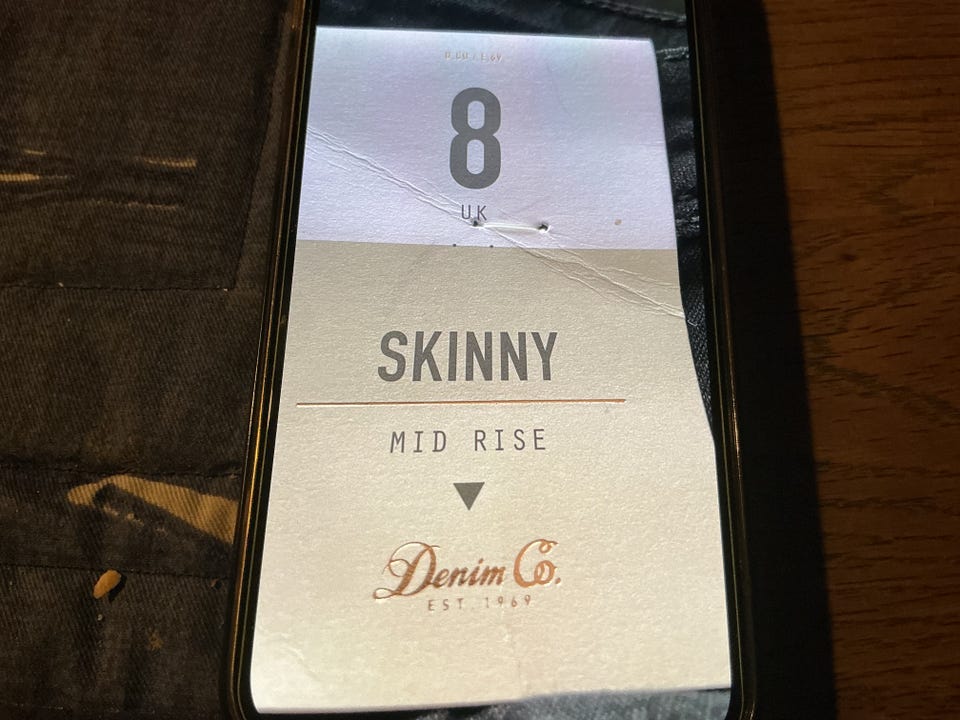 8
UK
SKINNY
MID RISE
Denim Co.
EST. 1969